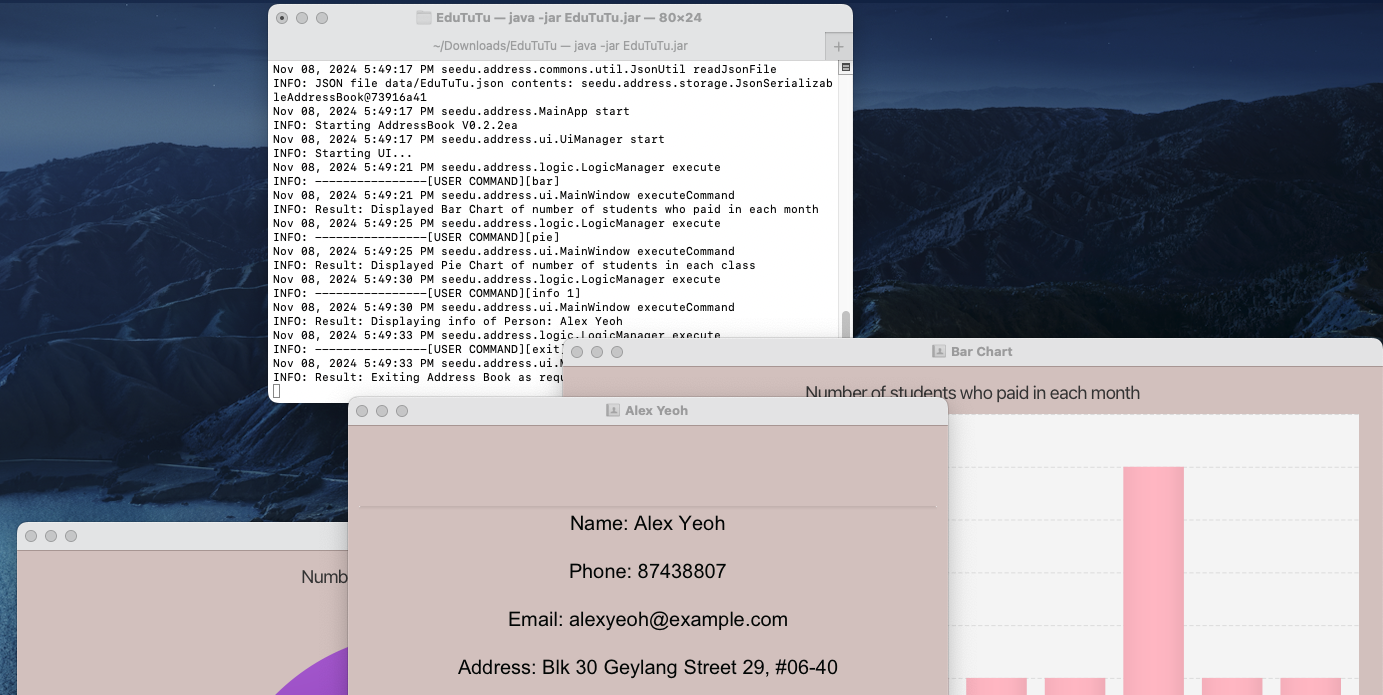 EduTuTu — java -jar EduTuTu.jar — 80×24
~/Downloads/EduTuTu — java -jar EduTuTu.jar
Nov 08, 2024 5:49:17 PM seedu.address.commons.util.JsonUtil readJsonFile
INFO: JSON file data/EduTuTu.json contents: seedu.address.storage.JsonSerializab
leAddressBook@73916a41
Nov 08, 2024 5:49:17 PM seedu.address.MainApp start
INFO: Starting AddressBook V0.2.2ea
Nov 08, 2024 5:49:17 PM seedu.address.ui.UiManager start
INFO: Starting UI...
Nov 08, 2024 5:49:21 PM seedu.address.logic.LogicManager execute
INFO: ----------------[USER COMMAND][bar]
Nov 08, 2024 5:49:21 PM seedu.address.ui.MainWindow executeCommand
INFO: Result: Displayed Bar Chart of number of students who paid in each month
Nov 08, 2024 5:49:25 PM seedu.address.logic.LogicManager execute
INFO: ----------------[USER COMMAND][pie]
Nov 08, 2024 5:49:25 PM seedu.address.ui.MainWindow executeCommand
INFO: Result: Displayed Pie Chart of number of students in each class
Nov 08, 2024 5:49:30 PM seedu.address.logic.LogicManager execute
INFO: ----------------[USER COMMAND][info 1]
Nov 08, 2024 5:49:30 PM seedu.address.ui.MainWindow executeCommand
INFO: Result: Displaying info of Person: Alex Yeoh
Nov 08, 2024 5:49:33 PM seedu.address.logic.LogicManager execute
INFO: ----------------[USER COMMAND][exit]
Nov 08, 2024 5:49:33 PM seedu.address.ui.M
INFO: Result: Exiting Address Book as requ
Bar Chart
Number of students who paid in each month
Alex Yeoh
Name: Alex Yeoh
Phone: 87438807
Email: alexyeoh@example.com
Address: Blk 30 Geylang Street 29, #06-40
Numb